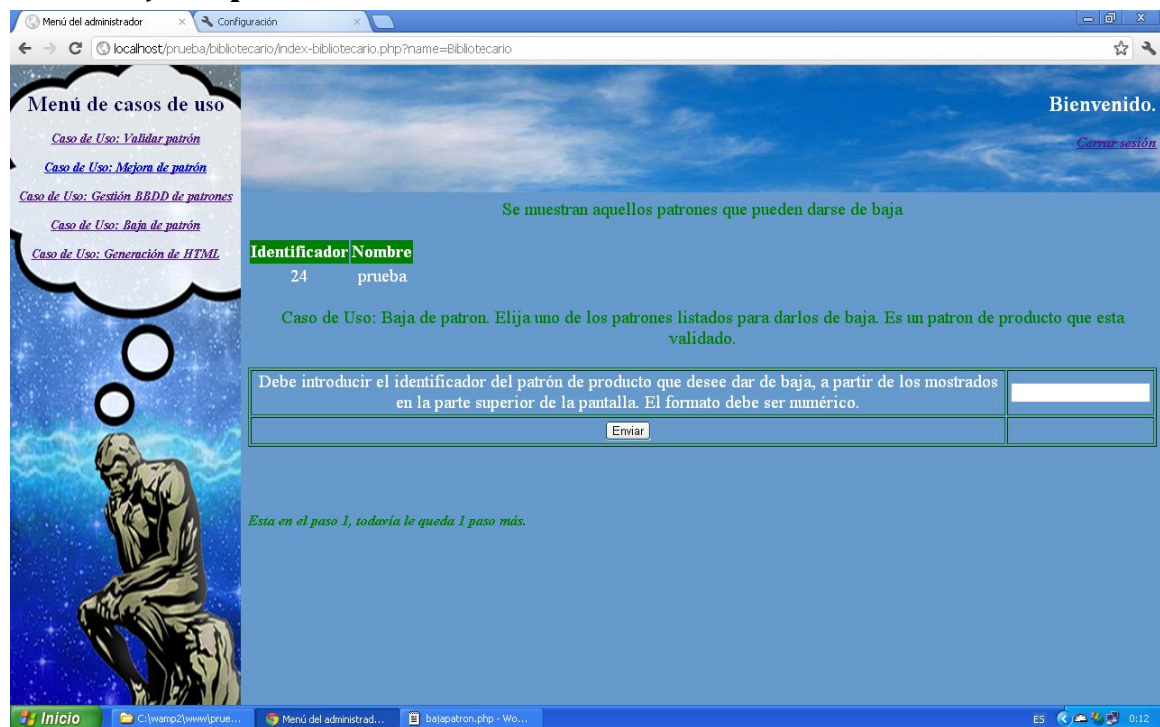 Menú del administrador
Configuración
localhost/prueba/bibliotecario/index-bibliotecario.php?name=Bibliotecario
Menú de casos de uso
Caso de Uso: Validar patrón
Caso de Uso: Mejora de patrón
Caso de Uso: Gestión BBDD de patrones
Caso de Uso: Baja de patrón
Caso de Uso: Generación de HTML
Bienvenido.
Cerrar sesión
Se muestran aquellos patrones que pueden darse de baja
Identificador Nombre
24 prueba
Caso de Uso: Baja de patron. Elija uno de los patrones listados para darlos de baja. Es un patron de producto que esta
validado.
Debe introducir el identificador del patrón de producto que desee dar de baja, a partir de los mostrados
en la parte superior de la pantalla. El formato debe ser numérico.
Enviar
Esta en el paso 1, todavía le queda 1 paso más.
Inicio
C:\wamp2\www\prue...
Menú del administrad...
bajapatron.php - Wo...
ES
0:12